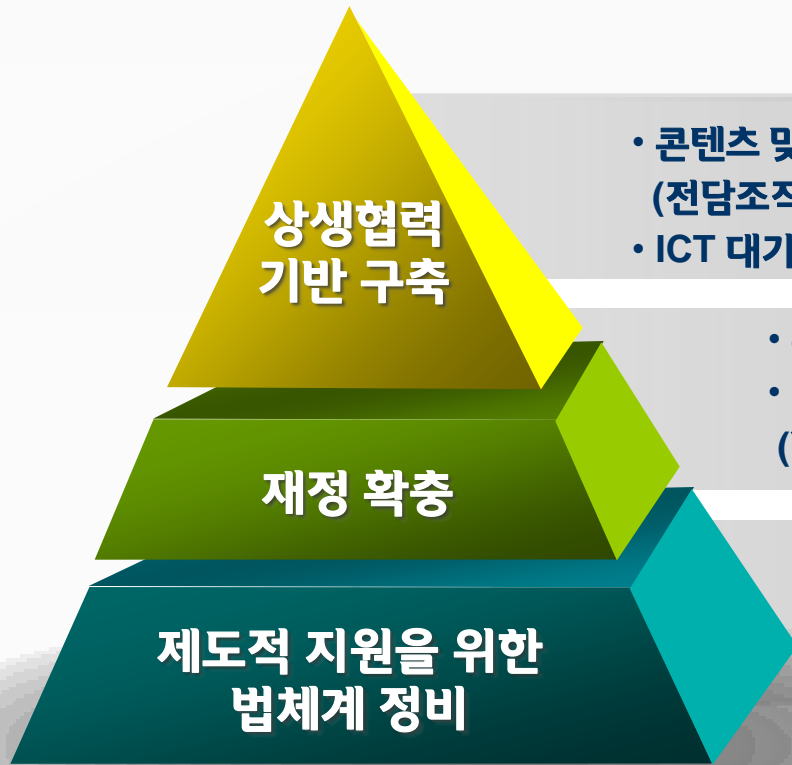 상생협력
기반 구축
• 콘텐츠 및
(전담조직
• ICT 대기
재정 확충
제도적 지원을 위한
법체계 정비